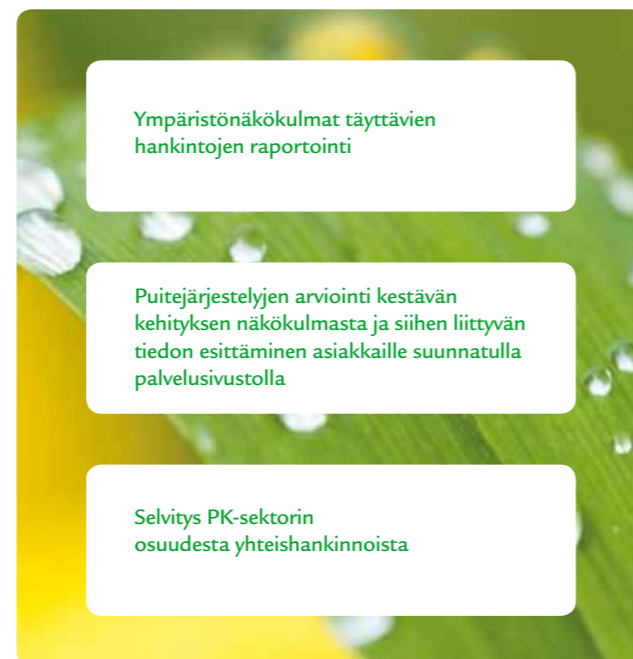 Ympäristönäkökulmat täyttävien
hankintojen raportointi
Puitejärjestelyjen arviointi kestävän
kehityksen näkökulmasta ja siihen liittyvän
tiedon esittäminen asiakkaille suunnatulla
palvelusivustolla
Selvitys PK-sektorin
osuudesta yhteishankinnoista